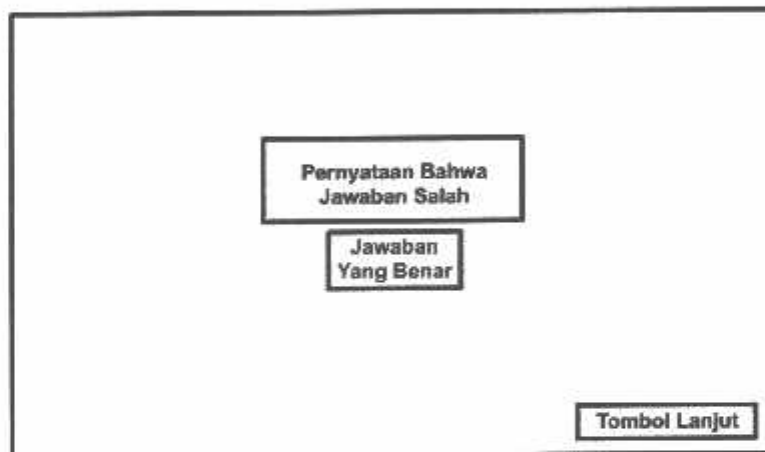 Pernyataan Bahwa
Jawaban Salah
Jawaban
Yang Benar
Tombol Lanjut